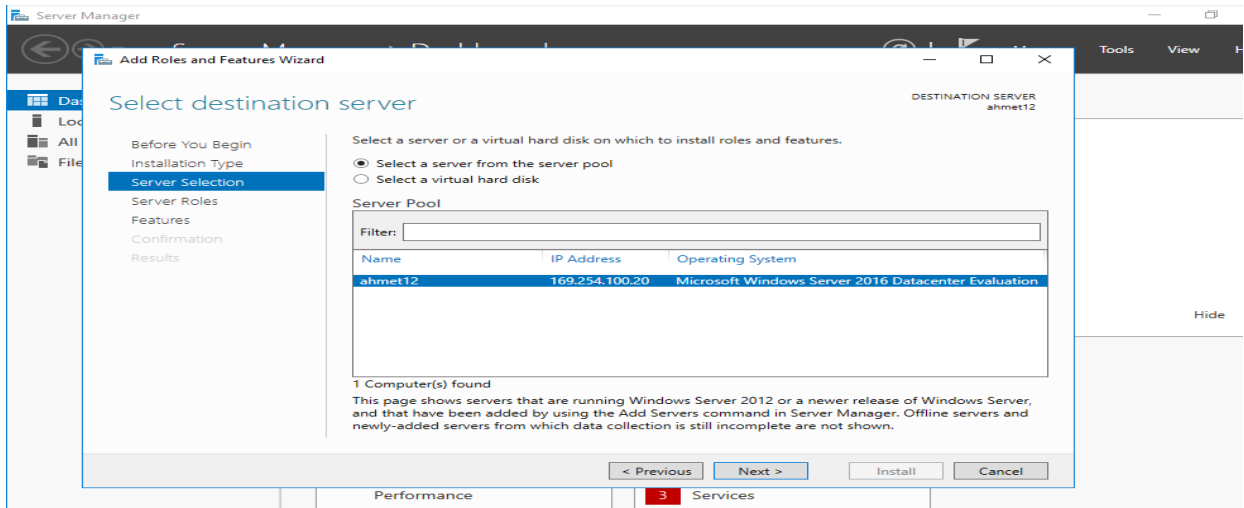 Server Manager
Tools View
Add Roles and Features Wizard
Select destination server
DESTINATION SERVER
ahmet12
Before You Begin
Installation Type
Server Selection
Server Roles
Features
Confirmation
Results
Select a server or a virtual hard disk on which to install roles and features.
Select a server from the server pool
Select a virtual hard disk
Server Pool
Filter:
Name IP Address Operating System
ahmet12 169.254.100.20 Microsoft Windows Server 2016 Datacenter Evaluation
1 Computer(s) found
This page shows servers that are running Windows Server 2012 or a newer release of Windows Server,
and that have been added by using the Add Servers command in Server Manager. Offline servers and
newly-added servers from which data collection is still incomplete are not shown.
< Previous Next > Install Cancel
Das
Loc
All
File
Hide
Performance
3 Services